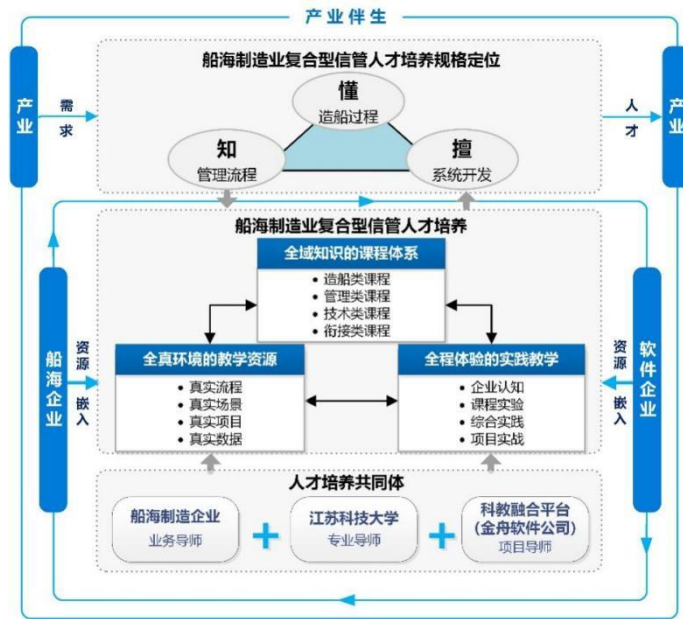 产业伴生
船海制造业复合型信管人才培养规格定位
产业
需求
懂
造船过程
知
管理流程
擅
系统开发
人才
产业
船海制造业复合型信管人才培养
全域知识的课程体系
• 造船类课程
• 管理类课程
• 技术类课程
• 衔接类课程
船海企业
资源
嵌入
全真环境的教学资源
• 真实流程
• 真实场景
• 真实项目
• 真实数据
全程体验的实践教学
• 企业认知
• 课程实验
• 综合实践
• 项目实战
资源
嵌入
软件企业
人才培养共同体
船海制造企业
业务导师
+
江苏科技大学
专业导师
+
科教融合平台
(金舟软件公司)
项目导师